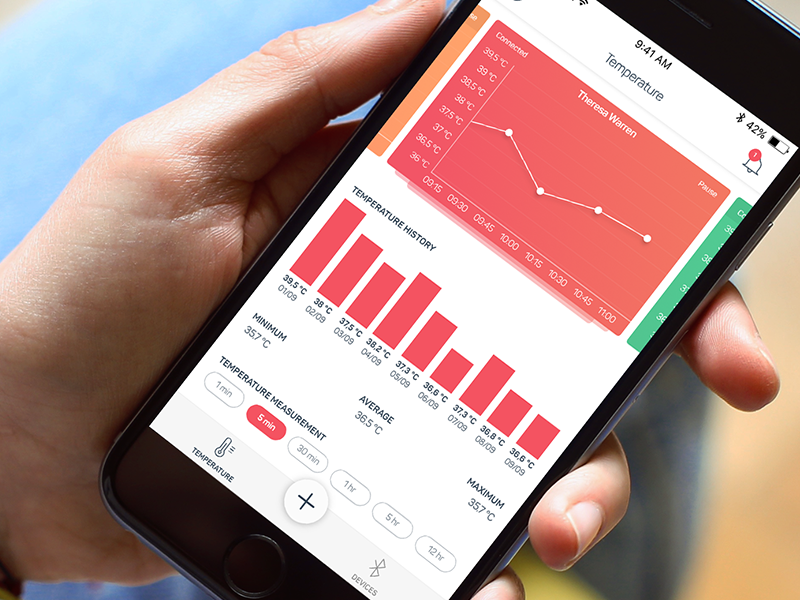 9:41 AM
42%
Temperature
1
Connected
Theresa Warren
Pause
39,5 °C
39 °C
38,5 °C
38 °C
37,5 °C
37 °C
36,5 °C
36 °C
09:15 09:30 09:45 10:00 10:15 10:30 10:45 11:00
TEMPERATURE HISTORY
39,5 °C 38 °C 37,5 °C 38,2 °C 37,3 °C 36,6 °C 37,3 °C 36,8 °C 36,6 °C
01/09 02/09 03/09 04/09 05/09 06/09 07/09 08/09 09/09
MINIMUM
35,7 °C
AVERAGE
36,5 °C
MAXIMUM
35,7 °C
TEMPERATURE MEASUREMENT
1 min 5 min 30 min 1 hr 5 hr 12 hr
TEMPERATURE
+
DEVICES